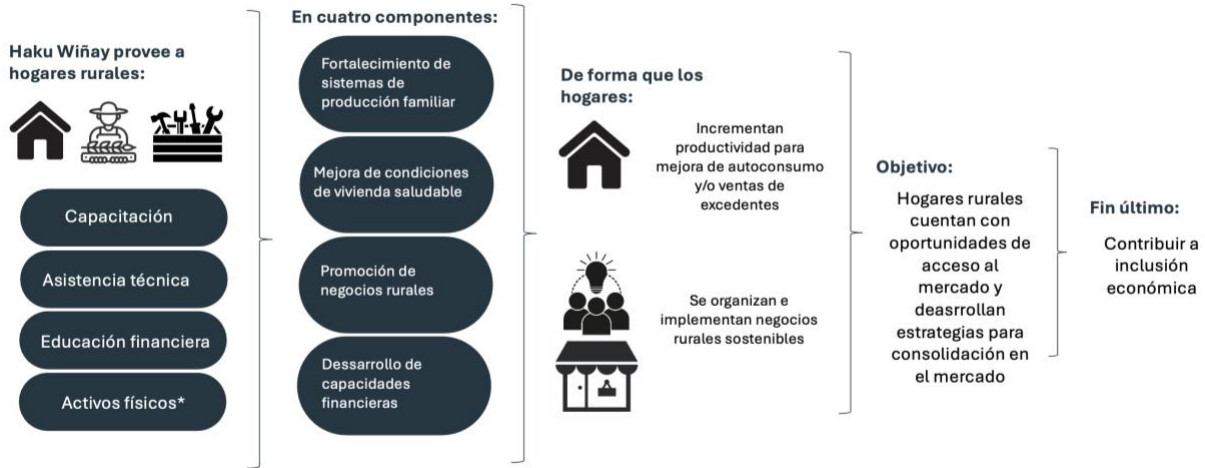 Haku Wiñay provee a
hogares rurales:
Capacitación
Asistencia técnica
Educación financiera
Activos físicos*
En cuatro componentes:
Fortalecimiento de
sistemas de
producción familiar
Mejora de condiciones
de vivienda saludable
Promoción de
negocios rurales
Dessarrollo de
capacidades
financieras
De forma que los
hogares:
Incrementan
productividad para
mejora de autoconsumo
y/o ventas de
excedentes
Se organizan e
implementan negocios
rurales sostenibles
Objetivo:
Hogares rurales
cuentan con
oportunidades de
acceso al
mercado y
deasrrollan
estrategias para
consolidación en
el mercado
Fin último:
Contribuir a
inclusión
económica